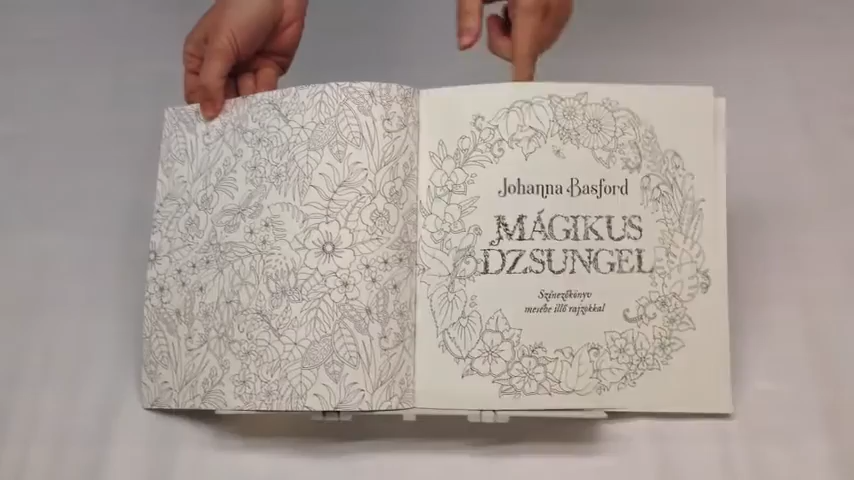 Johanna Basford
MÁGIKUS
DZSUNGEL
Színezőkönyv
mesébe illő rajzokkal